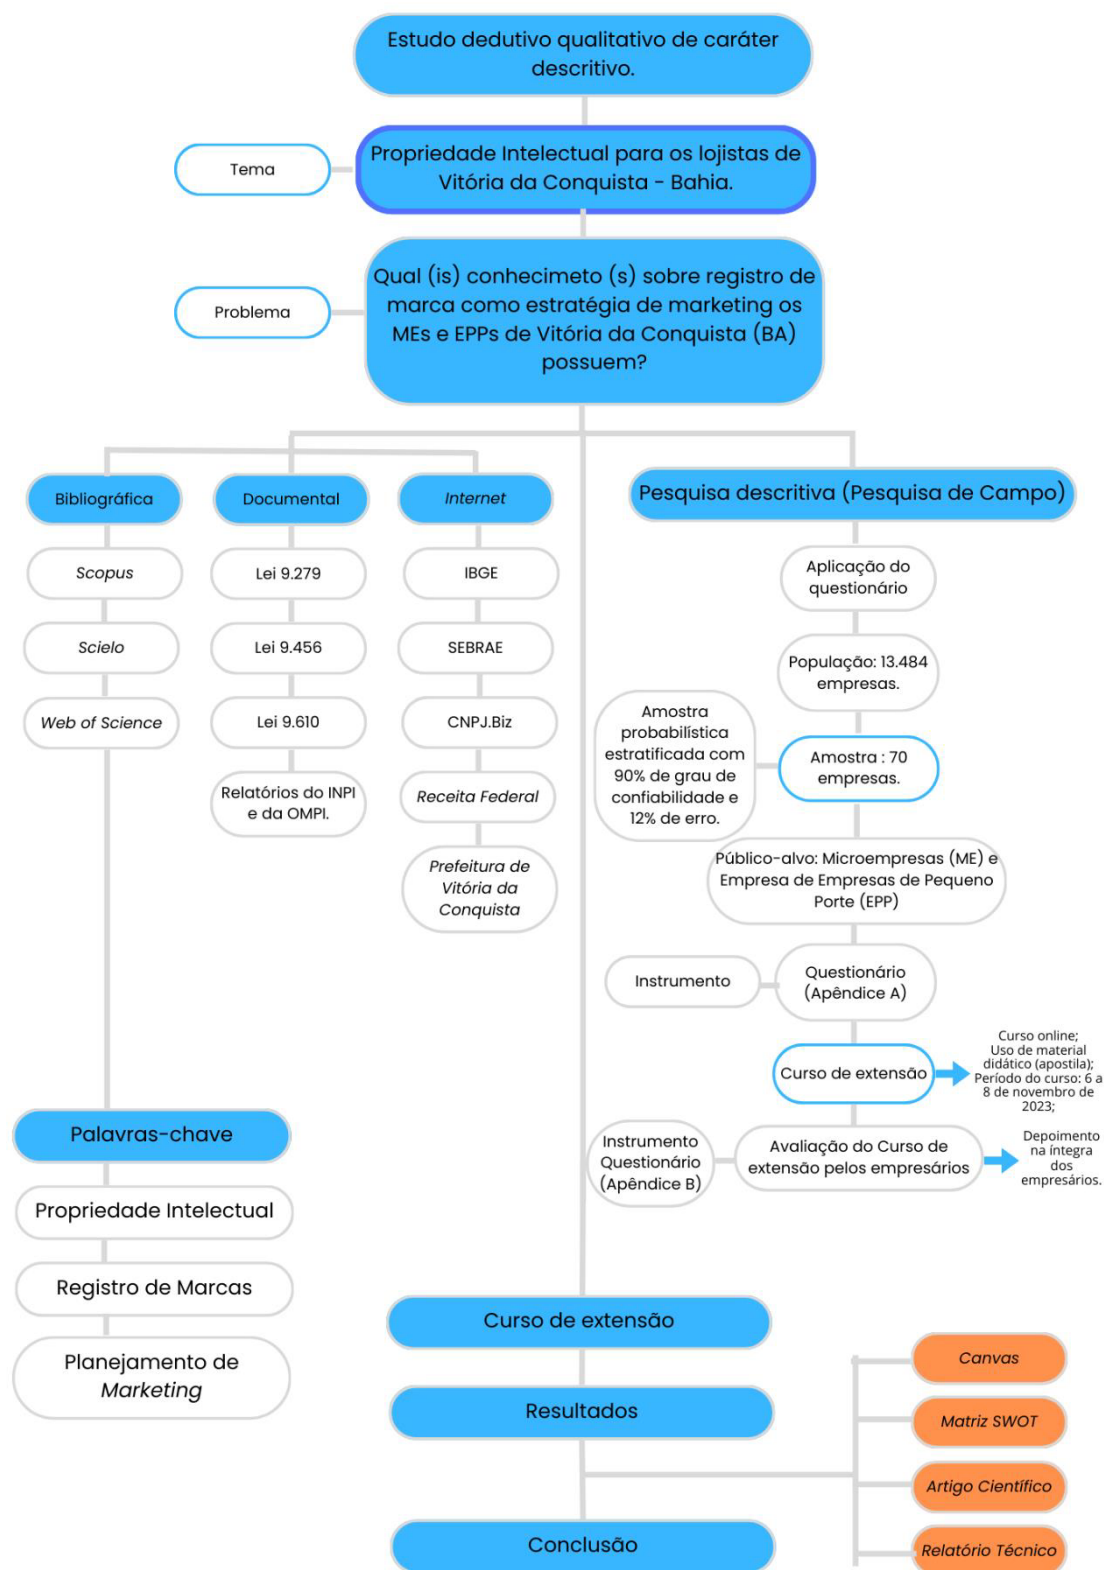 Estudo dedutivo qualitativo de caráter
descritivo.
Tema
Propriedade Intelectual para os lojistas de
Vitória da Conquista - Bahia.
Problema
Qual (is) conhecimeto (s) sobre registro de
marca como estratégia de marketing os
MEs e EPPs de Vitória da Conquista (BA)
possuem?
Bibliográfica
Scopus
Scielo
Web of Science
Documental
Lei 9.279
Lei 9.456
Lei 9.610
Relatórios do INPI
e da OMPI.
Internet
IBGE
SEBRAE
CNPJ.Biz
Receita Federal
Prefeitura de
Vitória da
Conquista
Pesquisa descritiva (Pesquisa de Campo)
Aplicação do
questionário
População: 13.484
empresas.
Amostra
probabilística
estratificada com
90% de grau de
confiabilidade e
12% de erro.
Amostra : 70
empresas.
Público-alvo: Microempresas (ME) e
Empresa de Empresas de Pequeno
Porte (EPP)
Instrumento
Questionário
(Apêndice A)
Curso de extensão
Curso online;
Uso de material
didático (apostila);
Período do curso: 6 a
8 de novembro de
2023;
Instrumento
Questionário
(Apêndice B)
Avaliação do Curso de
extensão pelos empresários
Depoimento
na íntegra
dos
empresários.
Palavras-chave
Propriedade Intelectual
Registro de Marcas
Planejamento de
Marketing
Curso de extensão
Resultados
Conclusão
Canvas
Matriz SWOT
Artigo Científico
Relatório Técnico